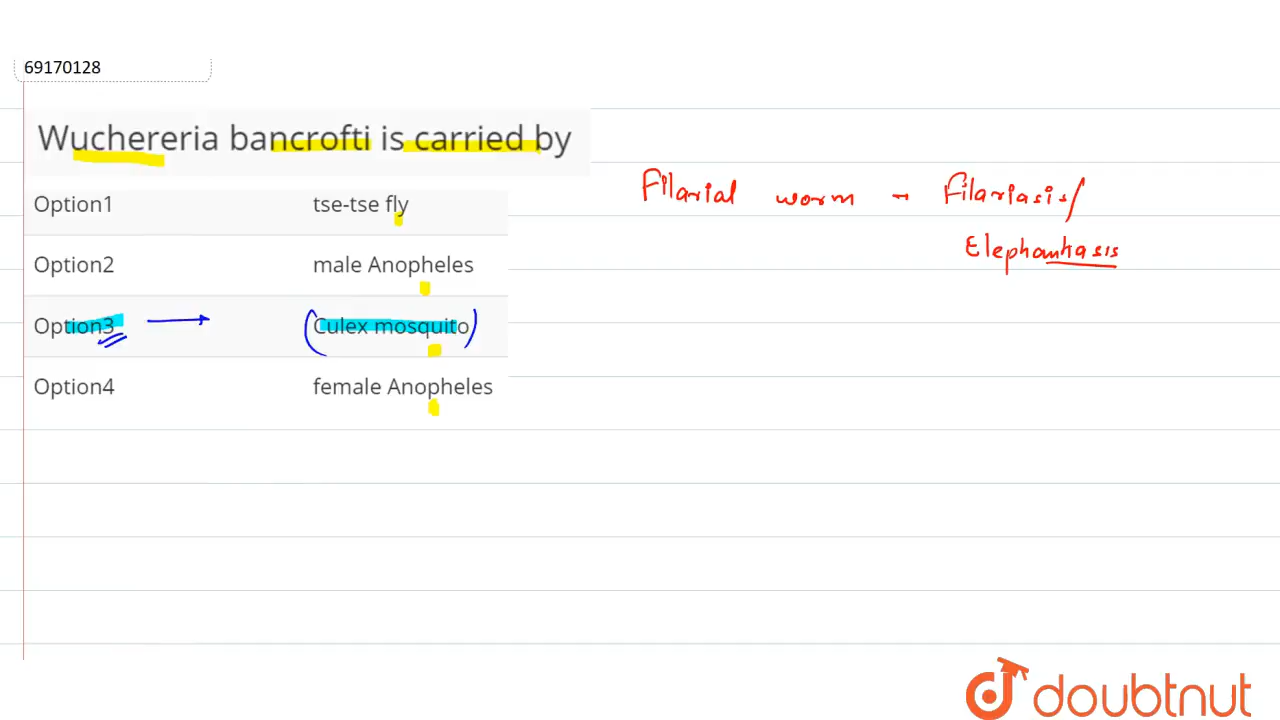 69170128
Wuchereria bancrofti is carried by
Option1 tse-tse fly
Option2 male Anopheles
Option3 (Culex mosquito)
Option4 female Anopheles
Filarial worm - Filariasis/
Elephantiasis
doubtnut